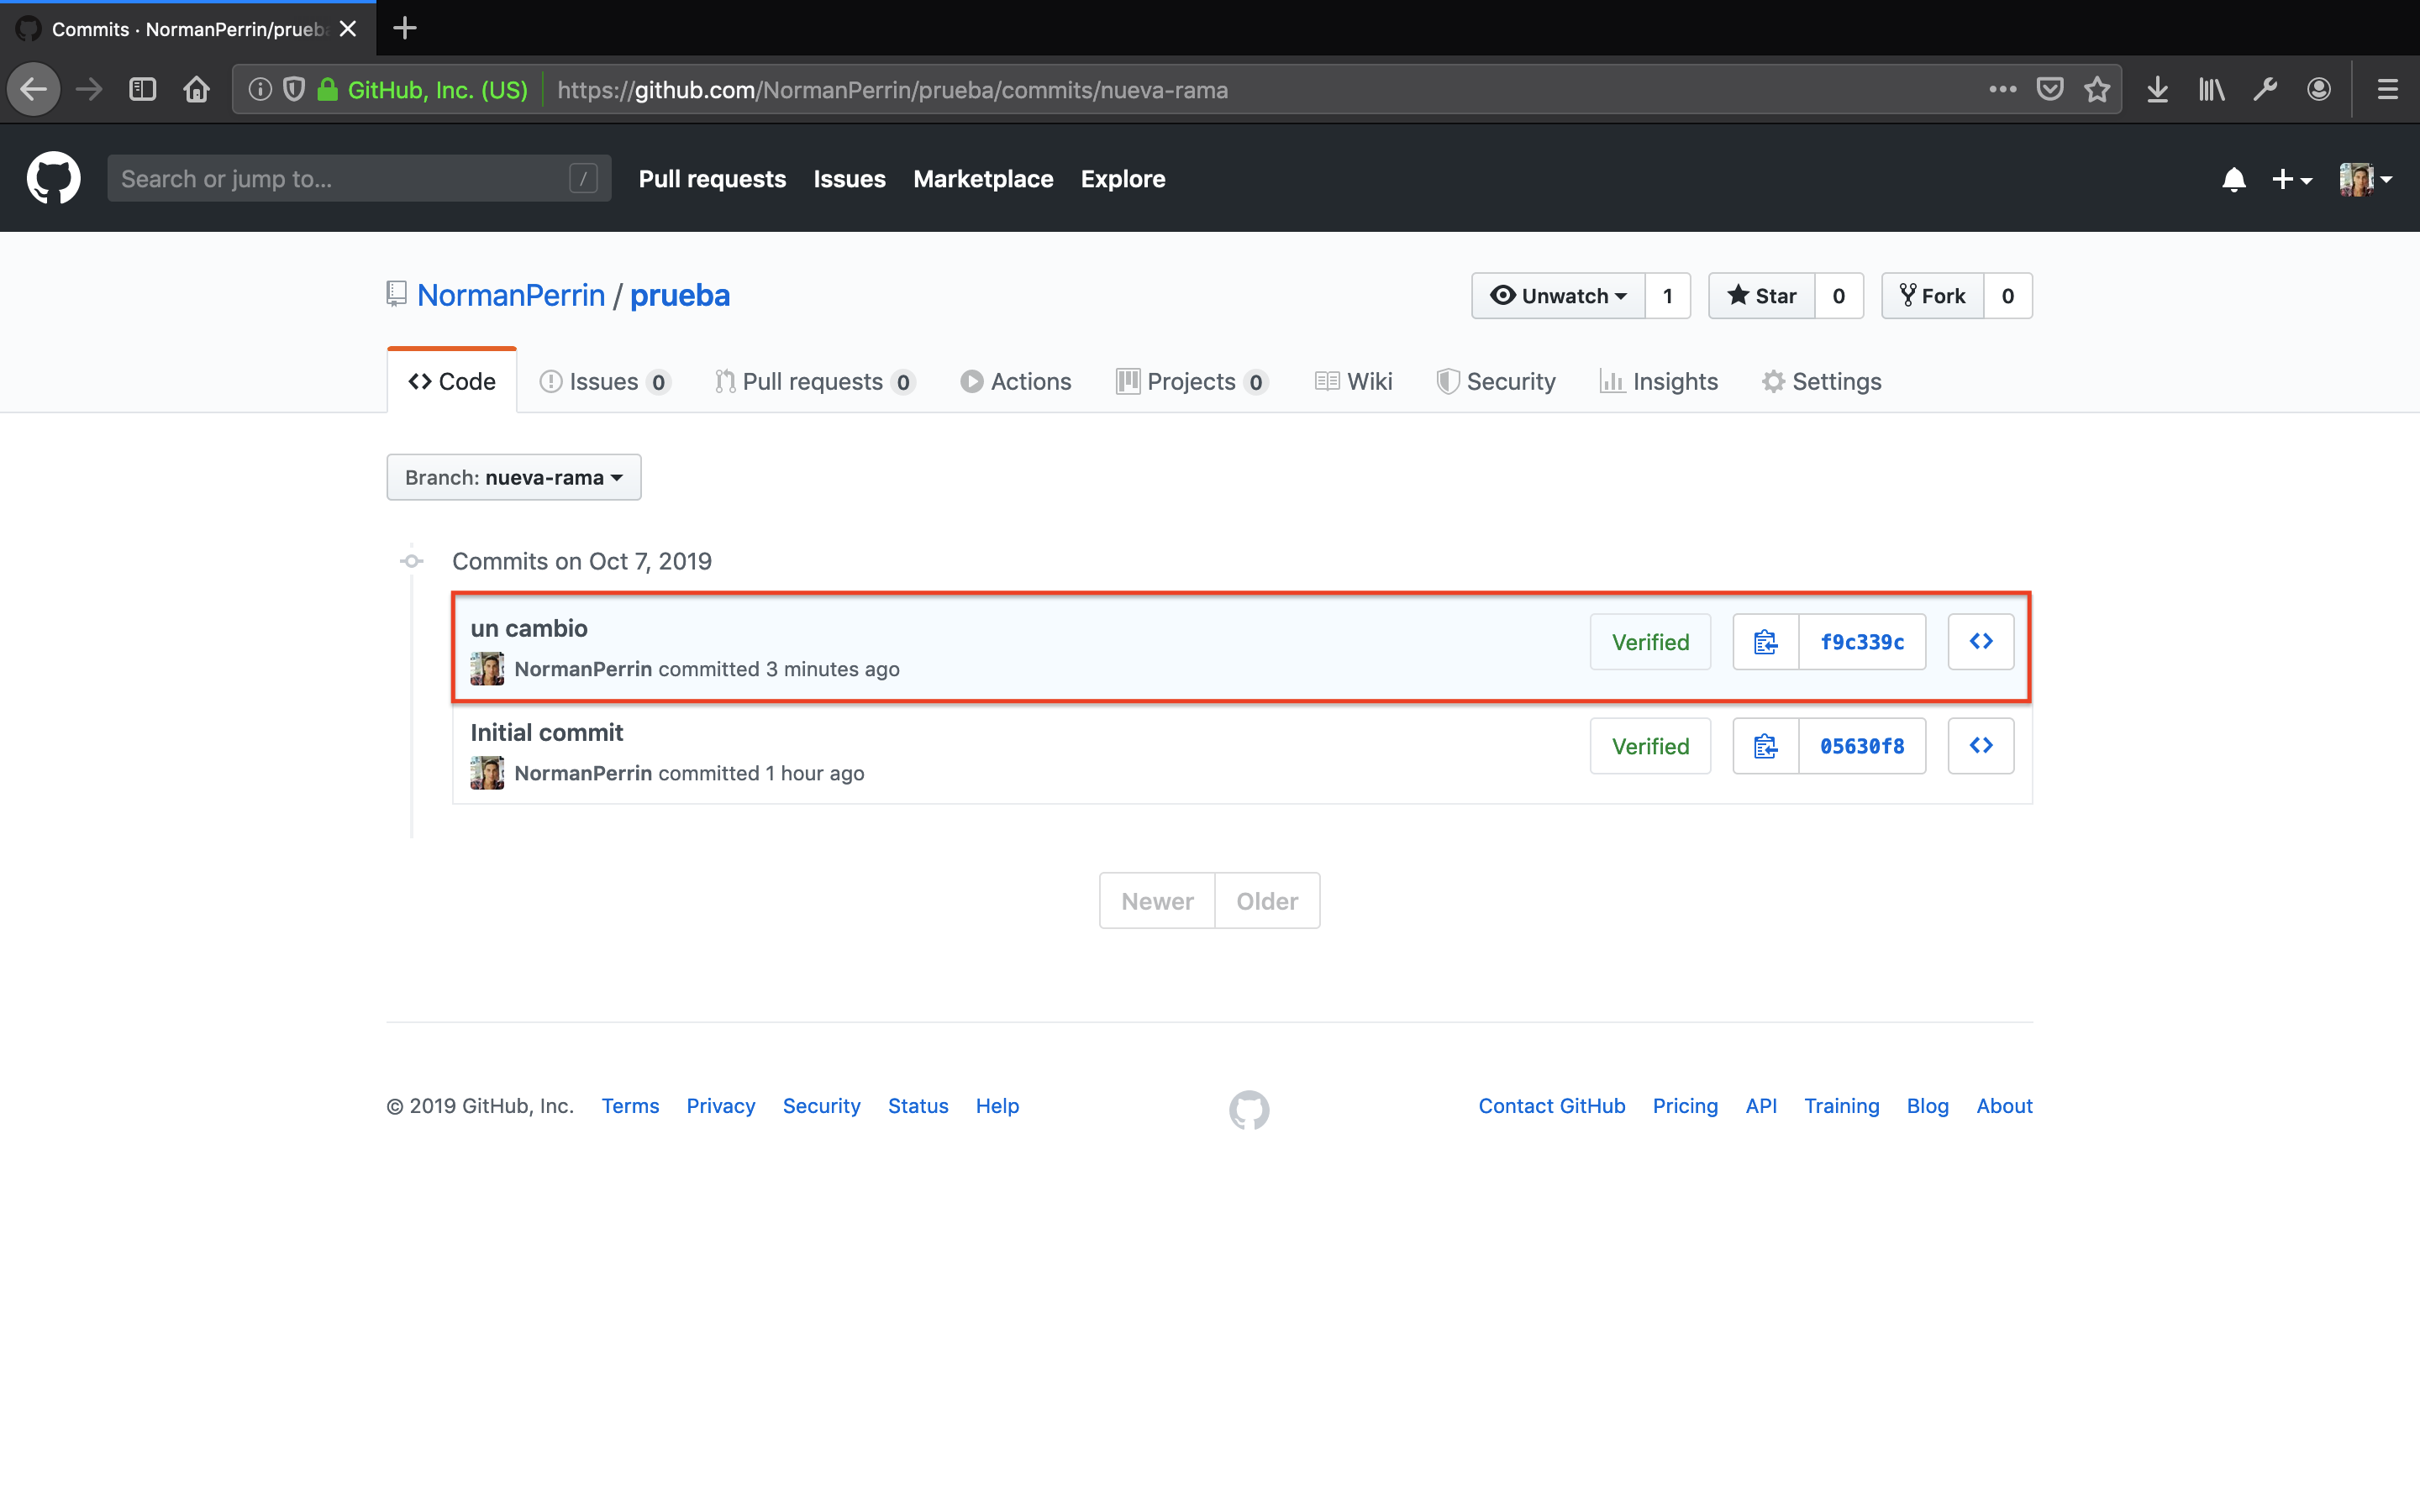 Commits · NormanPerrin/prueb
GitHub, Inc. (US) https://github.com/NormanPerrin/prueba/commits/nueva-rama
Search or jump to... / Pull requests Issues Marketplace Explore
NormanPerrin / prueba Unwatch 1 Star 0 Fork 0
Code Issues 0 Pull requests 0 Actions Projects 0 Wiki Security Insights Settings
Branch: nueva-rama
Commits on Oct 7, 2019
un cambio
NormanPerrin committed 3 minutes ago
Verified f9c339c
Initial commit
NormanPerrin committed 1 hour ago
Verified 05630f8
Newer Older
© 2019 GitHub, Inc. Terms Privacy Security Status Help Contact GitHub Pricing API Training Blog About